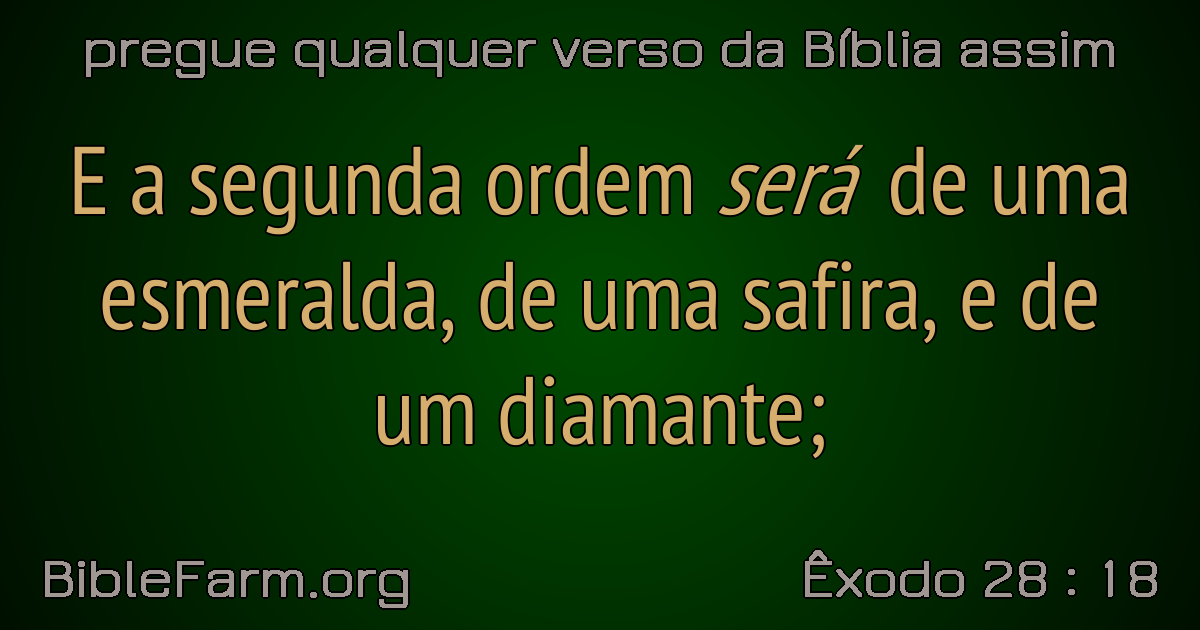 pregue qualquer verso da Bíblia assim
E a segunda ordem será de uma
esmeralda, de uma safira, e de
um diamante;
BibleFarm.org
Êxodo 28 : 18